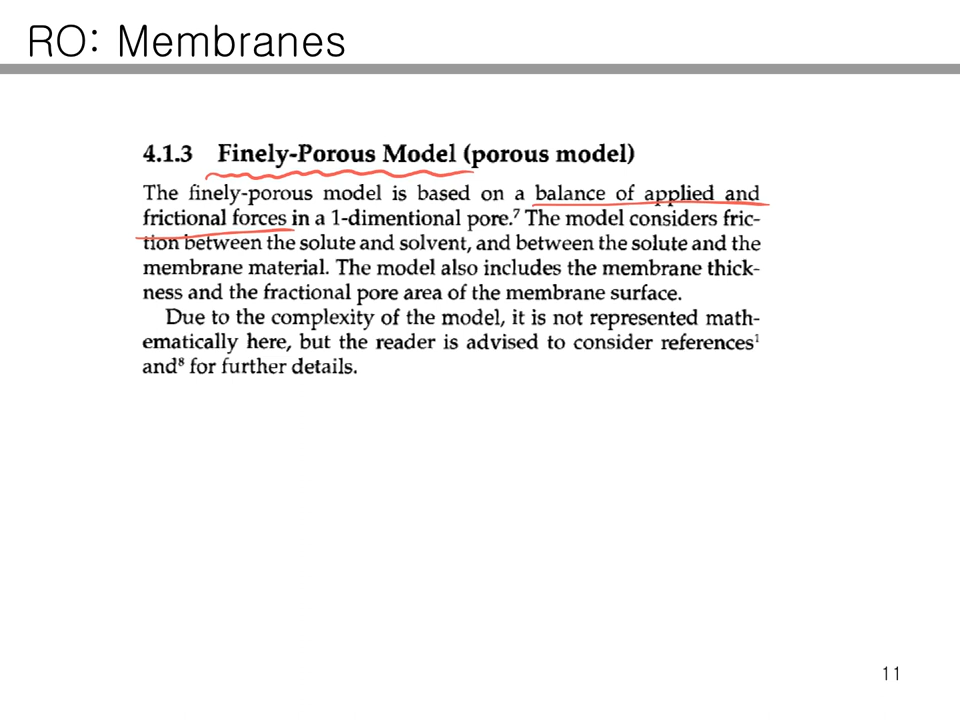 RO: Membranes
4.1.3 Finely-Porous Model (porous model)
The finely-porous model is based on a balance of applied and
frictional forces in a 1-dimentional pore.⁷ The model considers fric-
tion between the solute and solvent, and between the solute and the
membrane material. The model also includes the membrane thick-
ness and the fractional pore area of the membrane surface.
Due to the complexity of the model, it is not represented math-
ematically here, but the reader is advised to consider references¹
and⁸ for further details.
11